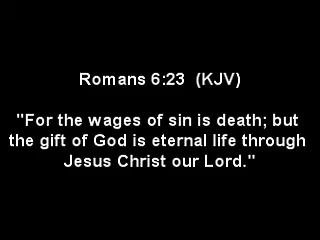 Romans 6:23 (KJV)
"For the wages of sin is death; but
the gift of God is eternal life through
Jesus Christ our Lord."